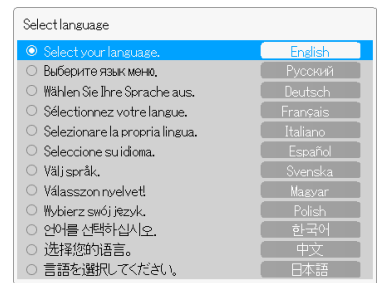 Select language
Select your language. English
Выберите язык меню. Русский
Wählen Sie Ihre Sprache aus. Deutsch
Sélectionnez votre langue. Français
Selezionare la propria lingua. Italiano
Seleccione su idioma. Español
Välj språk. Svenska
Válasszon nyelvet! Magyar
Wybierz swój język. Polish
언어를 선택하십시오. 한국어
选择您的语言。 中文
言語を選択してください。 日本語